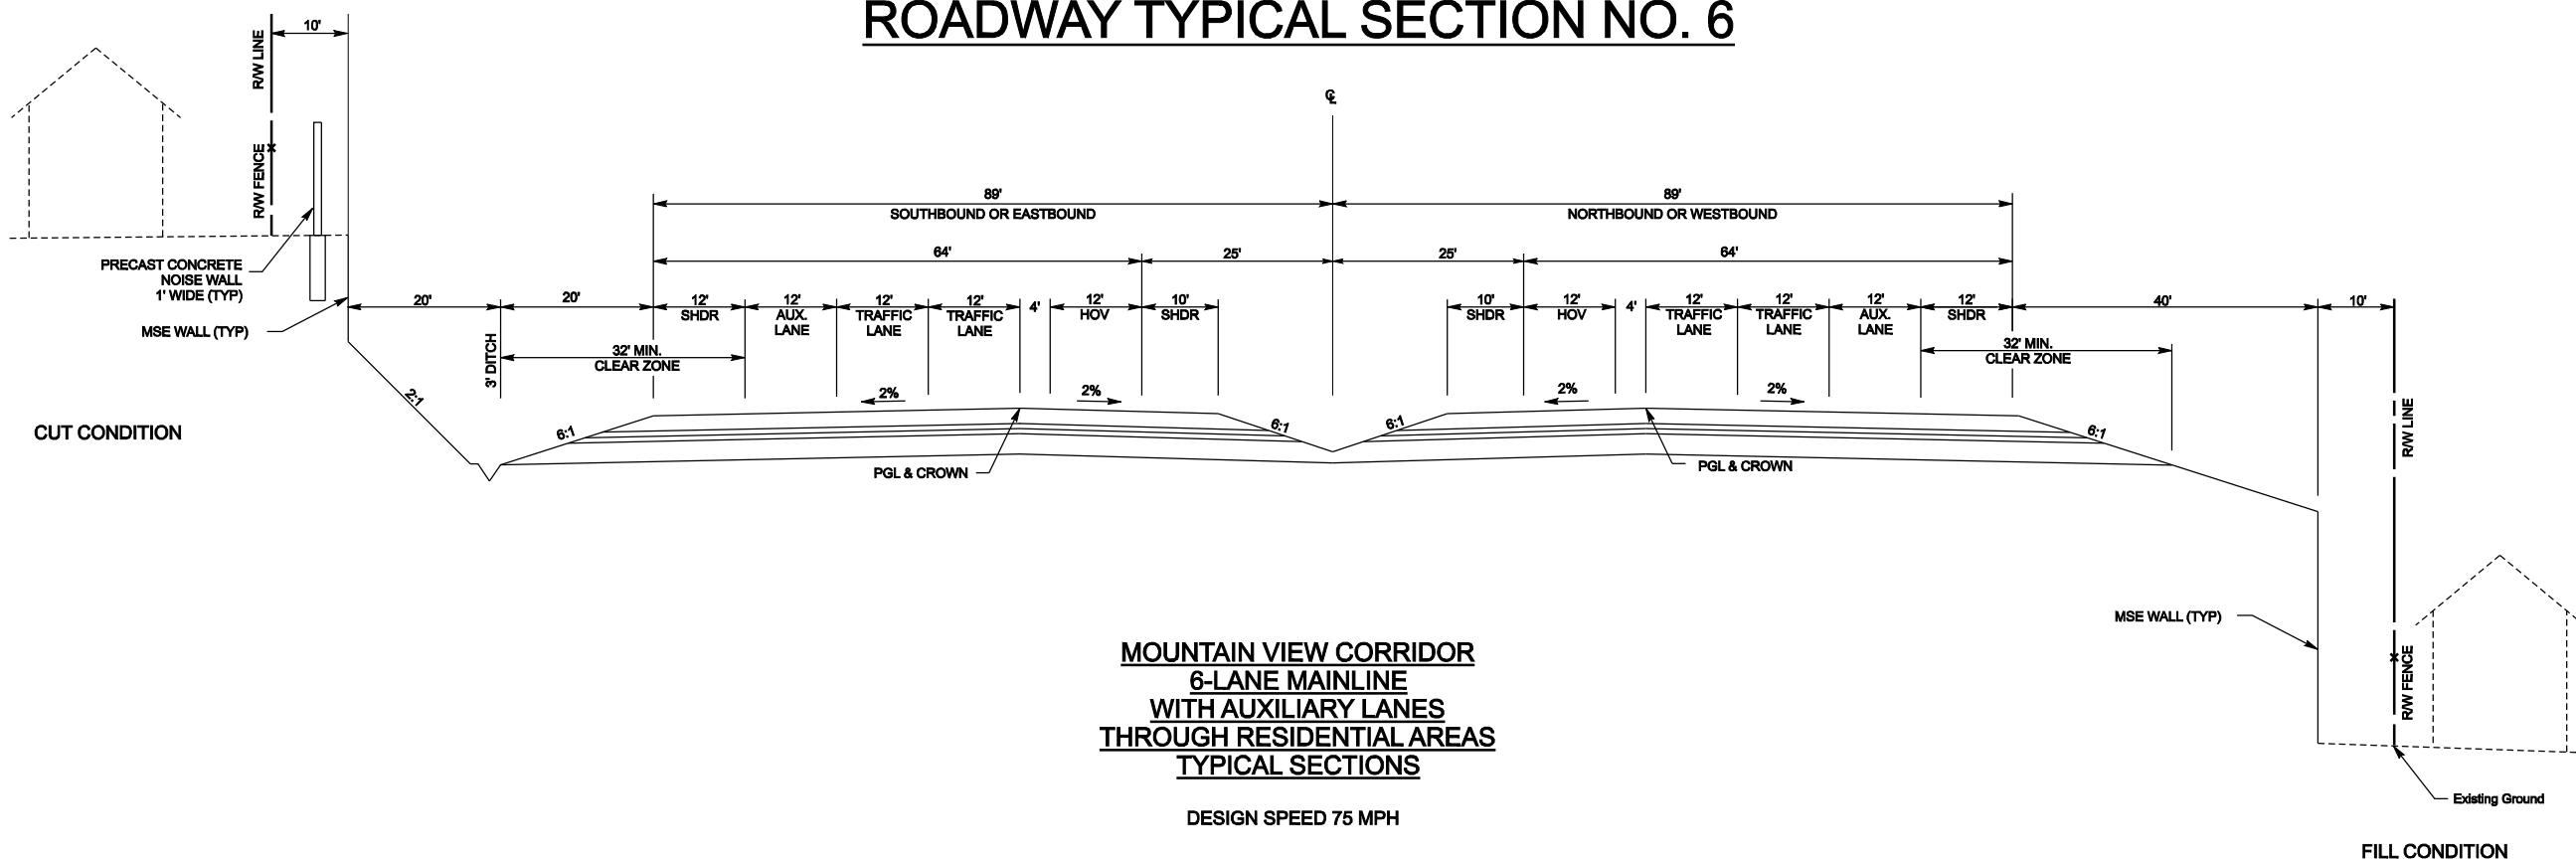 ROADWAY TYPICAL SECTION NO. 6
10'
R/W LINE
℄
R/W FENCE
89'
SOUTHBOUND OR EASTBOUND
89'
NORTHBOUND OR WESTBOUND
64'
25'
25'
64'
PRECAST CONCRETE
NOISE WALL
1' WIDE (TYP)
MSE WALL (TYP)
20'
20'
12'
SHDR
12'
AUX.
LANE
12'
TRAFFIC
LANE
12'
TRAFFIC
LANE
4'
12'
HOV
10'
SHDR
10'
SHDR
12'
HOV
4'
12'
TRAFFIC
LANE
12'
TRAFFIC
LANE
12'
AUX.
LANE
12'
SHDR
40'
10'
3' DITCH
32' MIN.
CLEAR ZONE
32' MIN.
CLEAR ZONE
2%
2%
2%
2%
2:1
6:1
6:1
6:1
6:1
CUT CONDITION
PGL & CROWN
PGL & CROWN
R/W LINE
MSE WALL (TYP)
R/W FENCE
MOUNTAIN VIEW CORRIDOR
6-LANE MAINLINE
WITH AUXILIARY LANES
THROUGH RESIDENTIAL AREAS
TYPICAL SECTIONS
DESIGN SPEED 75 MPH
Existing Ground
FILL CONDITION